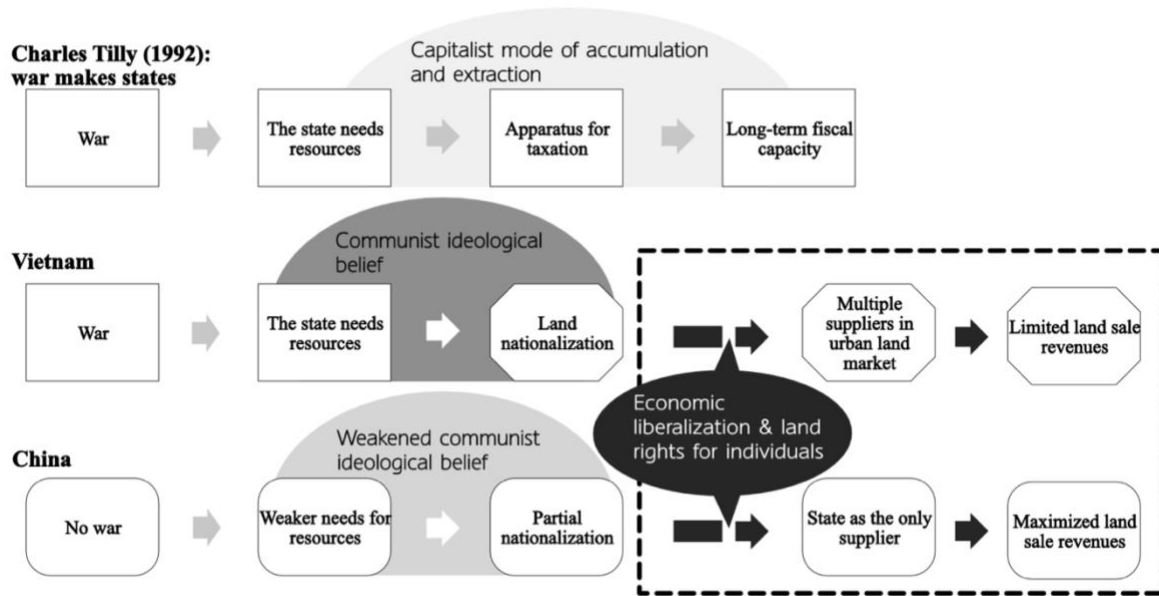 Charles Tilly (1992):
war makes states
Capitalist mode of accumulation
and extraction
War
The state needs
resources
Apparatus for
taxation
Long-term fiscal
capacity
Vietnam
Communist ideological
belief
War
The state needs
resources
Land
nationalization
Multiple
suppliers in
urban land
market
Limited land sale
revenues
Economic
liberalization & land
rights for individuals
China
Weakened communist
ideological belief
No war
Weaker needs for
resources
Partial
nationalization
State as the only
supplier
Maximized land
sale revenues